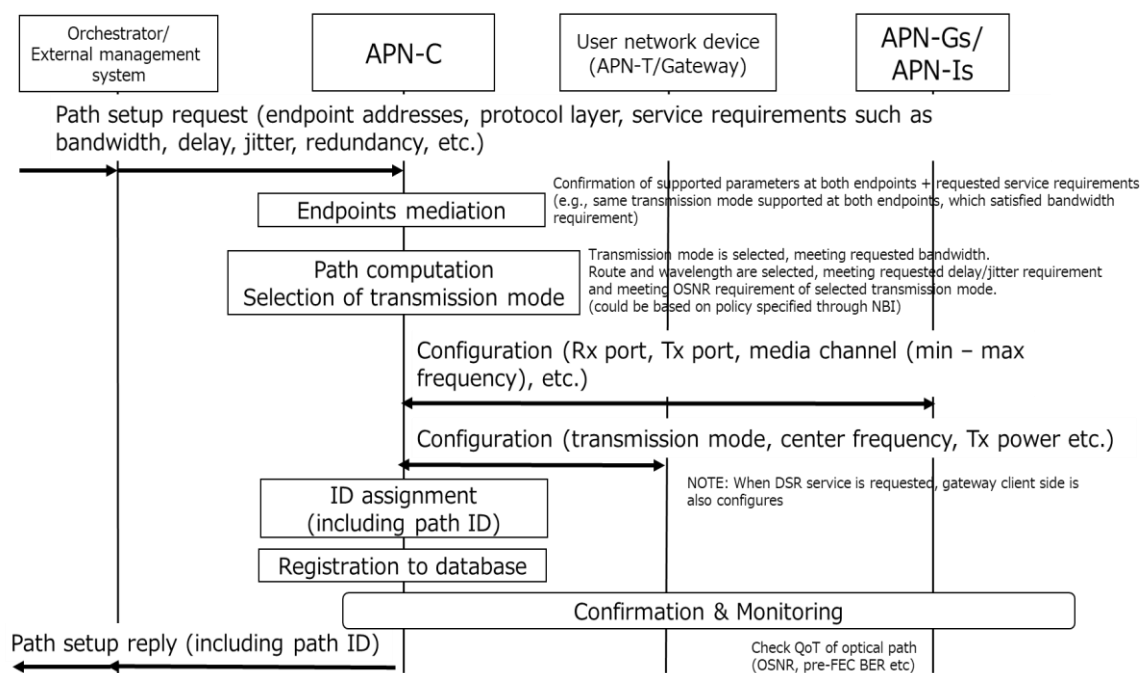 Orchestrator/
External management
system
APN-C
User network device
(APN-T/Gateway)
APN-Gs/
APN-Is
Path setup request (endpoint addresses, protocol layer, service requirements such as
bandwidth, delay, jitter, redundancy, etc.)
Endpoints mediation
Confirmation of supported parameters at both endpoints + requested service requirements
(e.g., same transmission mode supported at both endpoints, which satisfied bandwidth
requirement)
Path computation
Selection of transmission mode
Transmission mode is selected, meeting requested bandwidth.
Route and wavelength are selected, meeting requested delay/jitter requirement
and meeting OSNR requirement of selected transmission mode.
(could be based on policy specified through NBI)
Configuration (Rx port, Tx port, media channel (min – max
frequency), etc.)
Configuration (transmission mode, center frequency, Tx power etc.)
NOTE: When DSR service is requested, gateway client side is
also configures
ID assignment
(including path ID)
Registration to database
Confirmation & Monitoring
Path setup reply (including path ID)
Check QoT of optical path
(OSNR, pre-FEC BER etc)